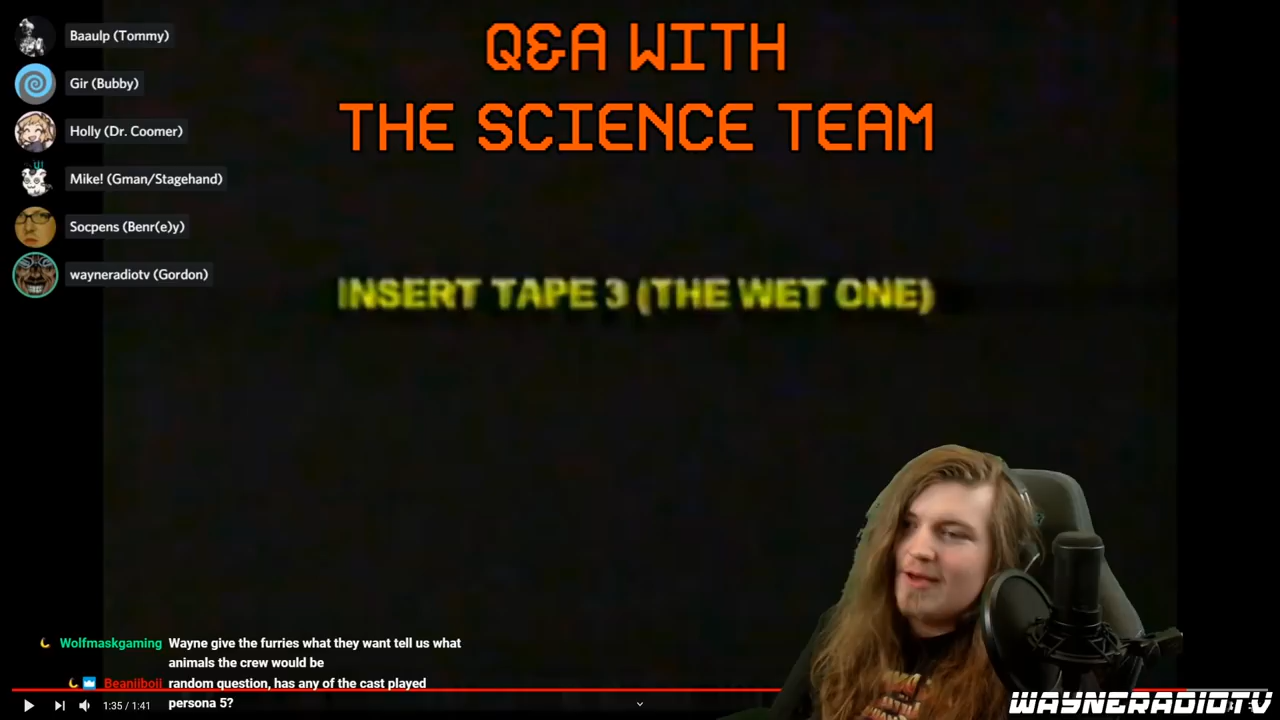 Q&A WITH
THE SCIENCE TEAM
Baaulp (Tommy)
Gir (Bubby)
Holly (Dr. Coomer)
Mike! (Gman/Stagehand)
Socpens (Benr(e)y)
wayneradiotv (Gordon)
INSERT TAPE 3 (THE WET ONE)
Wolfmaskgaming Wayne give the furries what they want tell us what
animals the crew would be
Beanilboii random question, has any of the cast played
persona 5?
1:35 / 1:41
WAYNERADIOTV